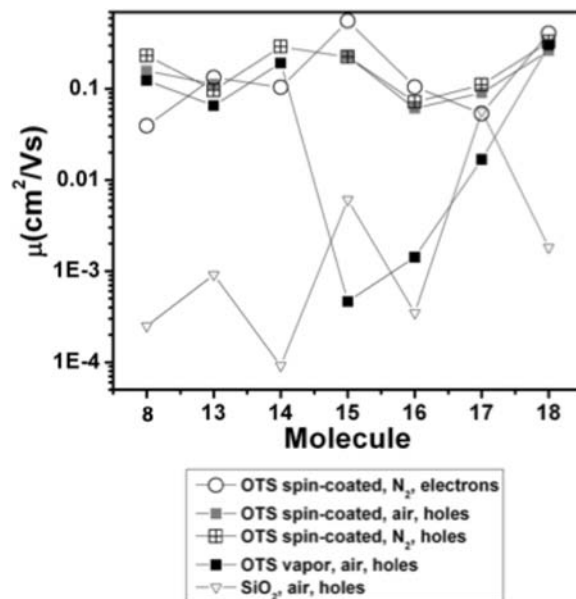 μ(cm²/Vs)
0.1
0.01
1E-3
1E-4
8 13 14 15 16 17 18
Molecule
OTS spin-coated, N₂, electrons
OTS spin-coated, air, holes
OTS spin-coated, N₂, holes
OTS vapor, air, holes
SiO₂, air, holes